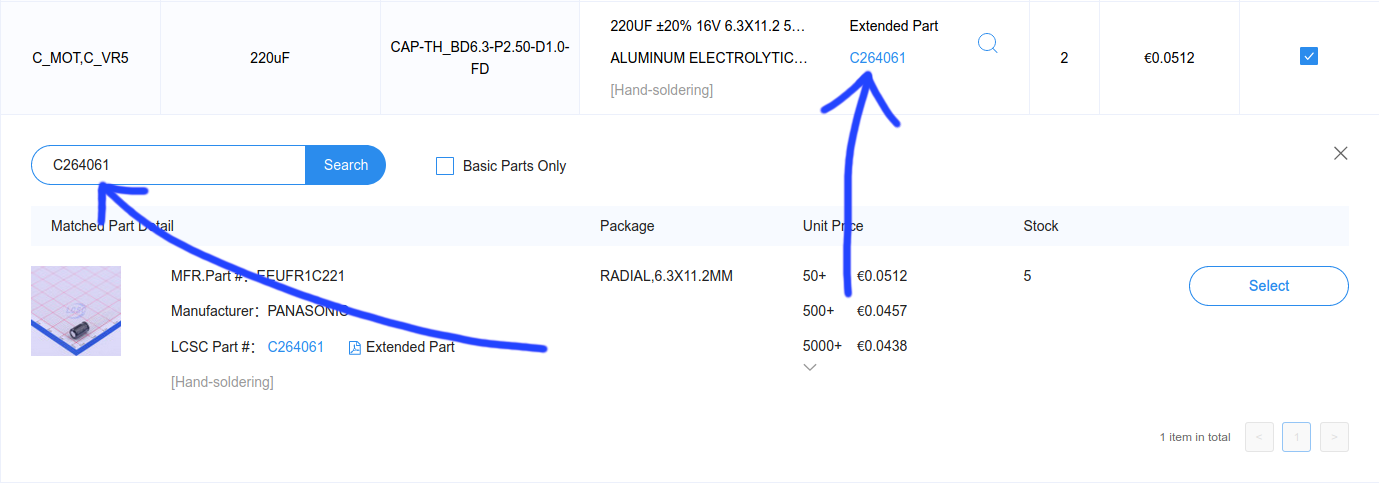 C_MOT,C_VR5
220uF
CAP-TH_BD6.3-P2.50-D1.0-
FD
220UF ±20% 16V 6.3X11.2 5…
ALUMINUM ELECTROLYTIC…
[Hand-soldering]
Extended Part
C264061
2
€0.0512
C264061
Search
Basic Parts Only
Matched Part Detail
Package
Unit Price
Stock
MFR.Part #： EEUFR1C221
Manufacturer： PANASONIC
LCSC Part #： C264061
Extended Part
[Hand-soldering]
RADIAL,6.3X11.2MM
50+ €0.0512
500+ €0.0457
5000+ €0.0438
5
Select
1 item in total
<
1
>